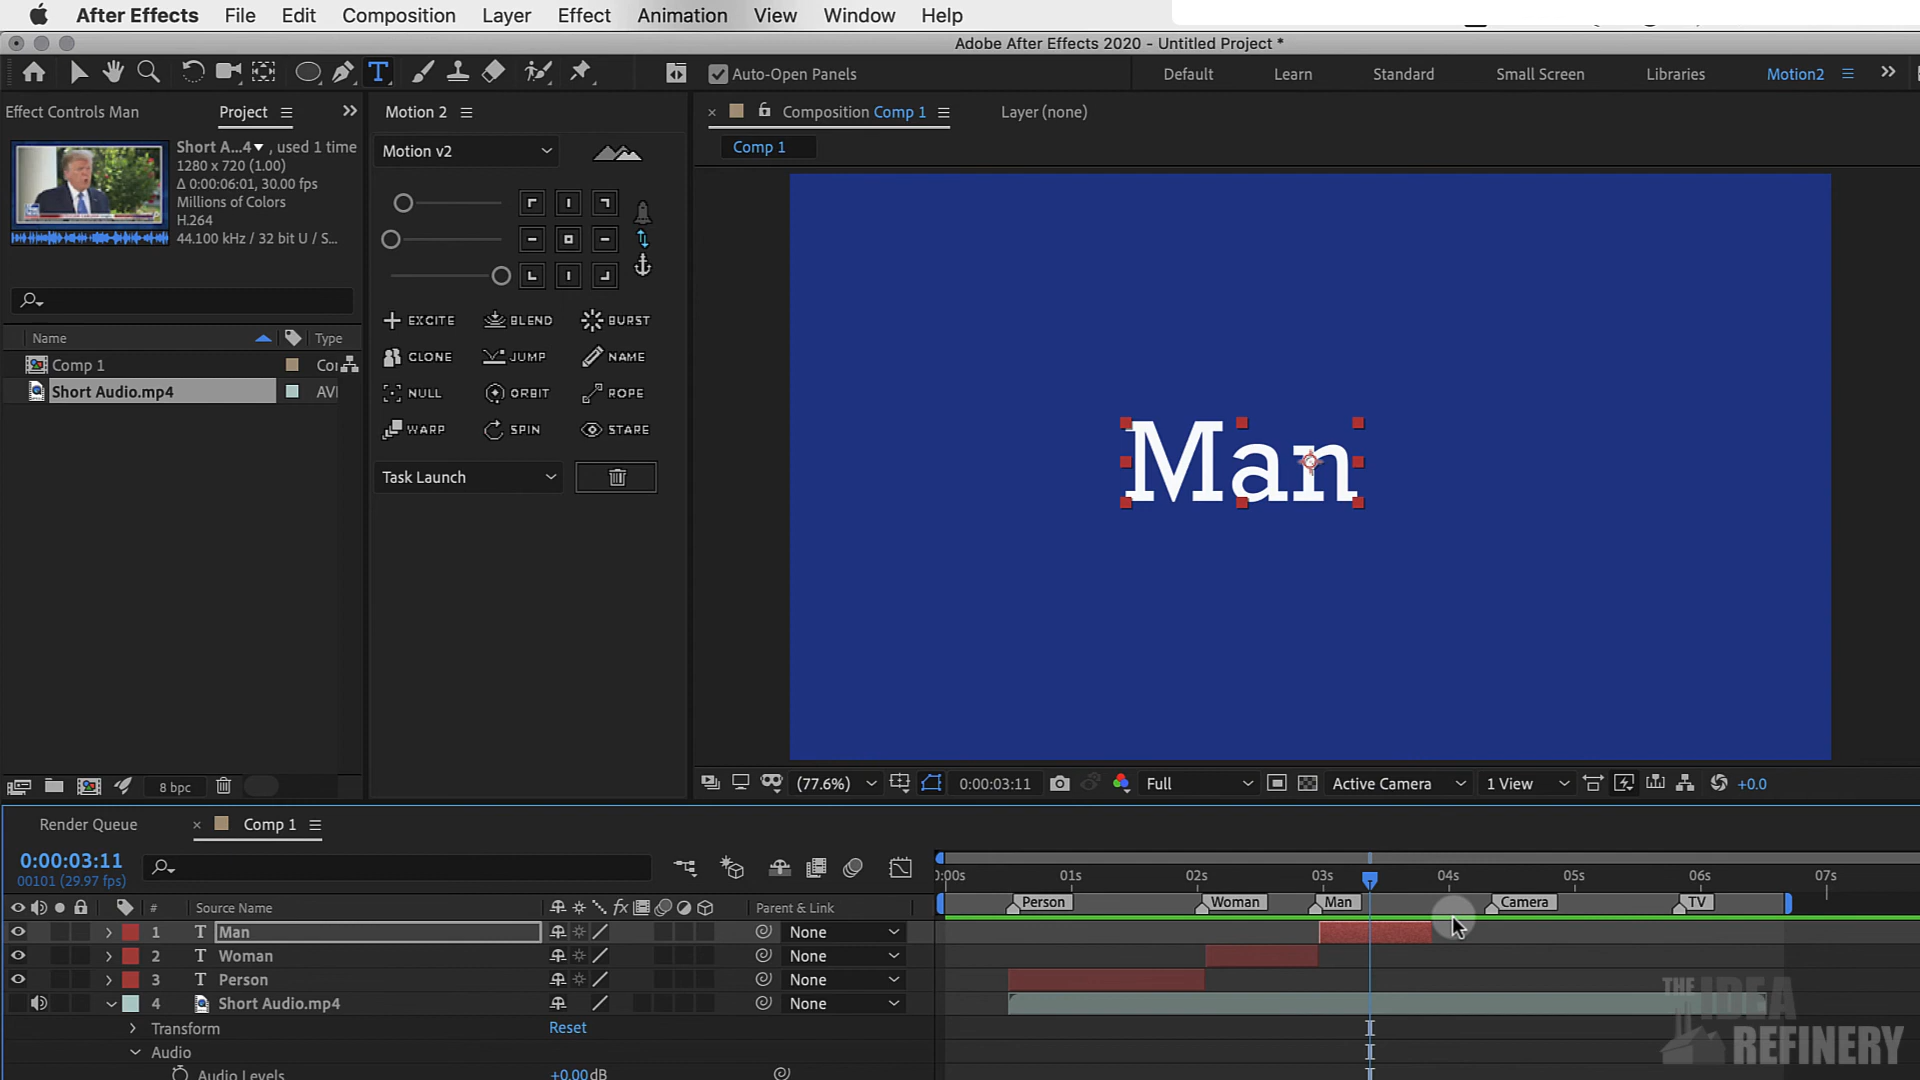 After Effects File Edit Composition Layer Effect Animation View Window Help
Adobe After Effects 2020 - Untitled Project *
T Auto-Open Panels Default Learn Standard Small Screen Libraries Motion2
Effect Controls Man Project
Short A...4 , used 1 time
1280 x 720 (1.00)
Δ 0:00:06:01, 30.00 fps
Millions of Colors
H.264
44.100 kHz / 32 bit U / S...
Name Type
Comp 1
Short Audio.mp4 AVI
8 bpc
Motion 2
Motion v2
EXCITE BLEND BURST
CLONE JUMP NAME
NULL ORBIT ROPE
WARP SPIN STARE
Task Launch
Composition Comp 1 Layer (none)
Comp 1
Man
(77.6%) 0:00:03:11 Full Active Camera 1 View +0.0
Render Queue Comp 1
0:00:03:11
00101 (29.97 fps)
0:00s 01s 02s 03s 04s 05s 06s 07s
Person Woman Man Camera TV
# Source Name fx Parent & Link
1 T Man None
2 T Woman None
3 T Person None
4 Short Audio.mp4 None
Transform Reset
Audio
Audio Levels +0.00dB
THE IDEA
REFINERY